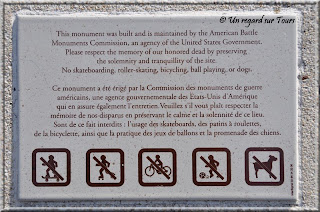 © Un regard sur Tours
This monument was built and is maintained by the American Battle
Monuments Commission, an agency of the United States Government.
Please respect the memory of our honored dead by preserving
the solemnity and tranquility of the site.
No skateboarding, roller-skating, bicycling, ball playing, or dogs.
Ce monument a été érigé par la Commission des monuments de guerre
américains, une agence gouvernementale des Etats-Unis d'Amérique
qui en assure également l'entretien. Veuillez s'il vous plaît respecter la
mémoire de nos disparus en préservant le calme et la solennité de ce lieu.
Sont de ce fait interdits : l'usage des skateboards, des patins à roulettes,
de la bicyclette, ainsi que la pratique des jeux de ballons et la promenade des chiens.